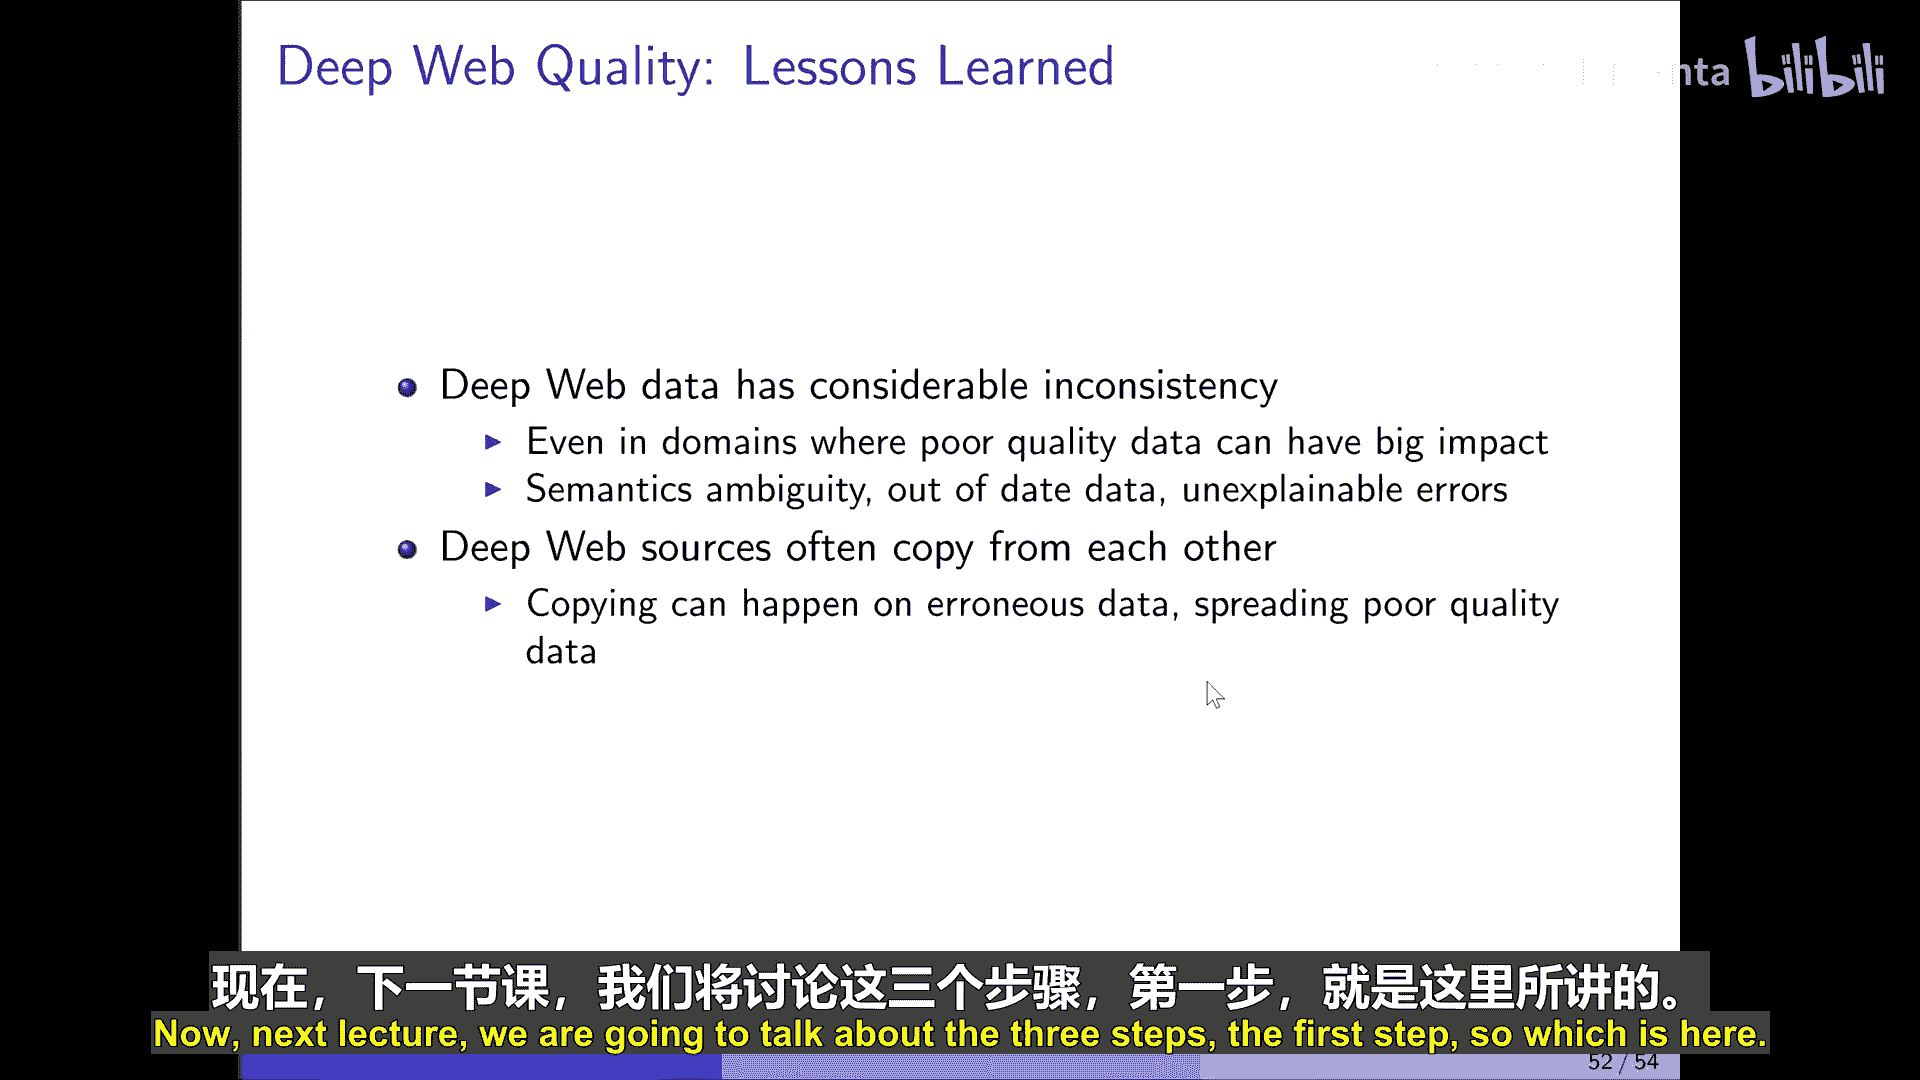 Deep Web Quality: Lessons Learned
nta bilibili
Deep Web data has considerable inconsistency
Even in domains where poor quality data can have big impact
Semantics ambiguity, out of date data, unexplainable errors
Deep Web sources often copy from each other
Copying can happen on erroneous data, spreading poor quality
data
现在，下一节课，我们将讨论这三个步骤，第一步，就是这里所讲的。
Now, next lecture, we are going to talk about the three steps, the first step, so which is here.
52 / 54